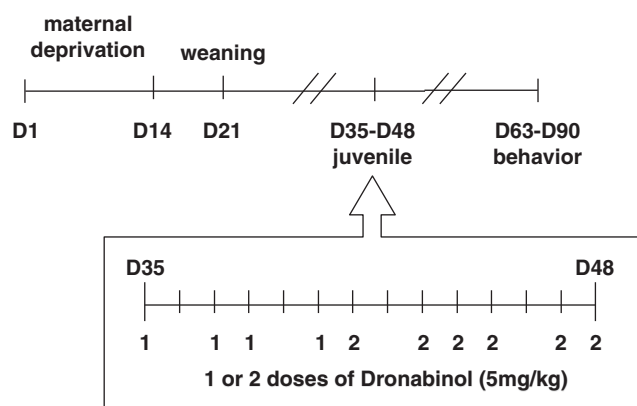 maternal
deprivation weaning
D1 D14 D21 D35-D48 D63-D90
juvenile behavior
D35 D48
1 1 1 1 2 2 2 2 2 2
1 or 2 doses of Dronabinol (5mg/kg)